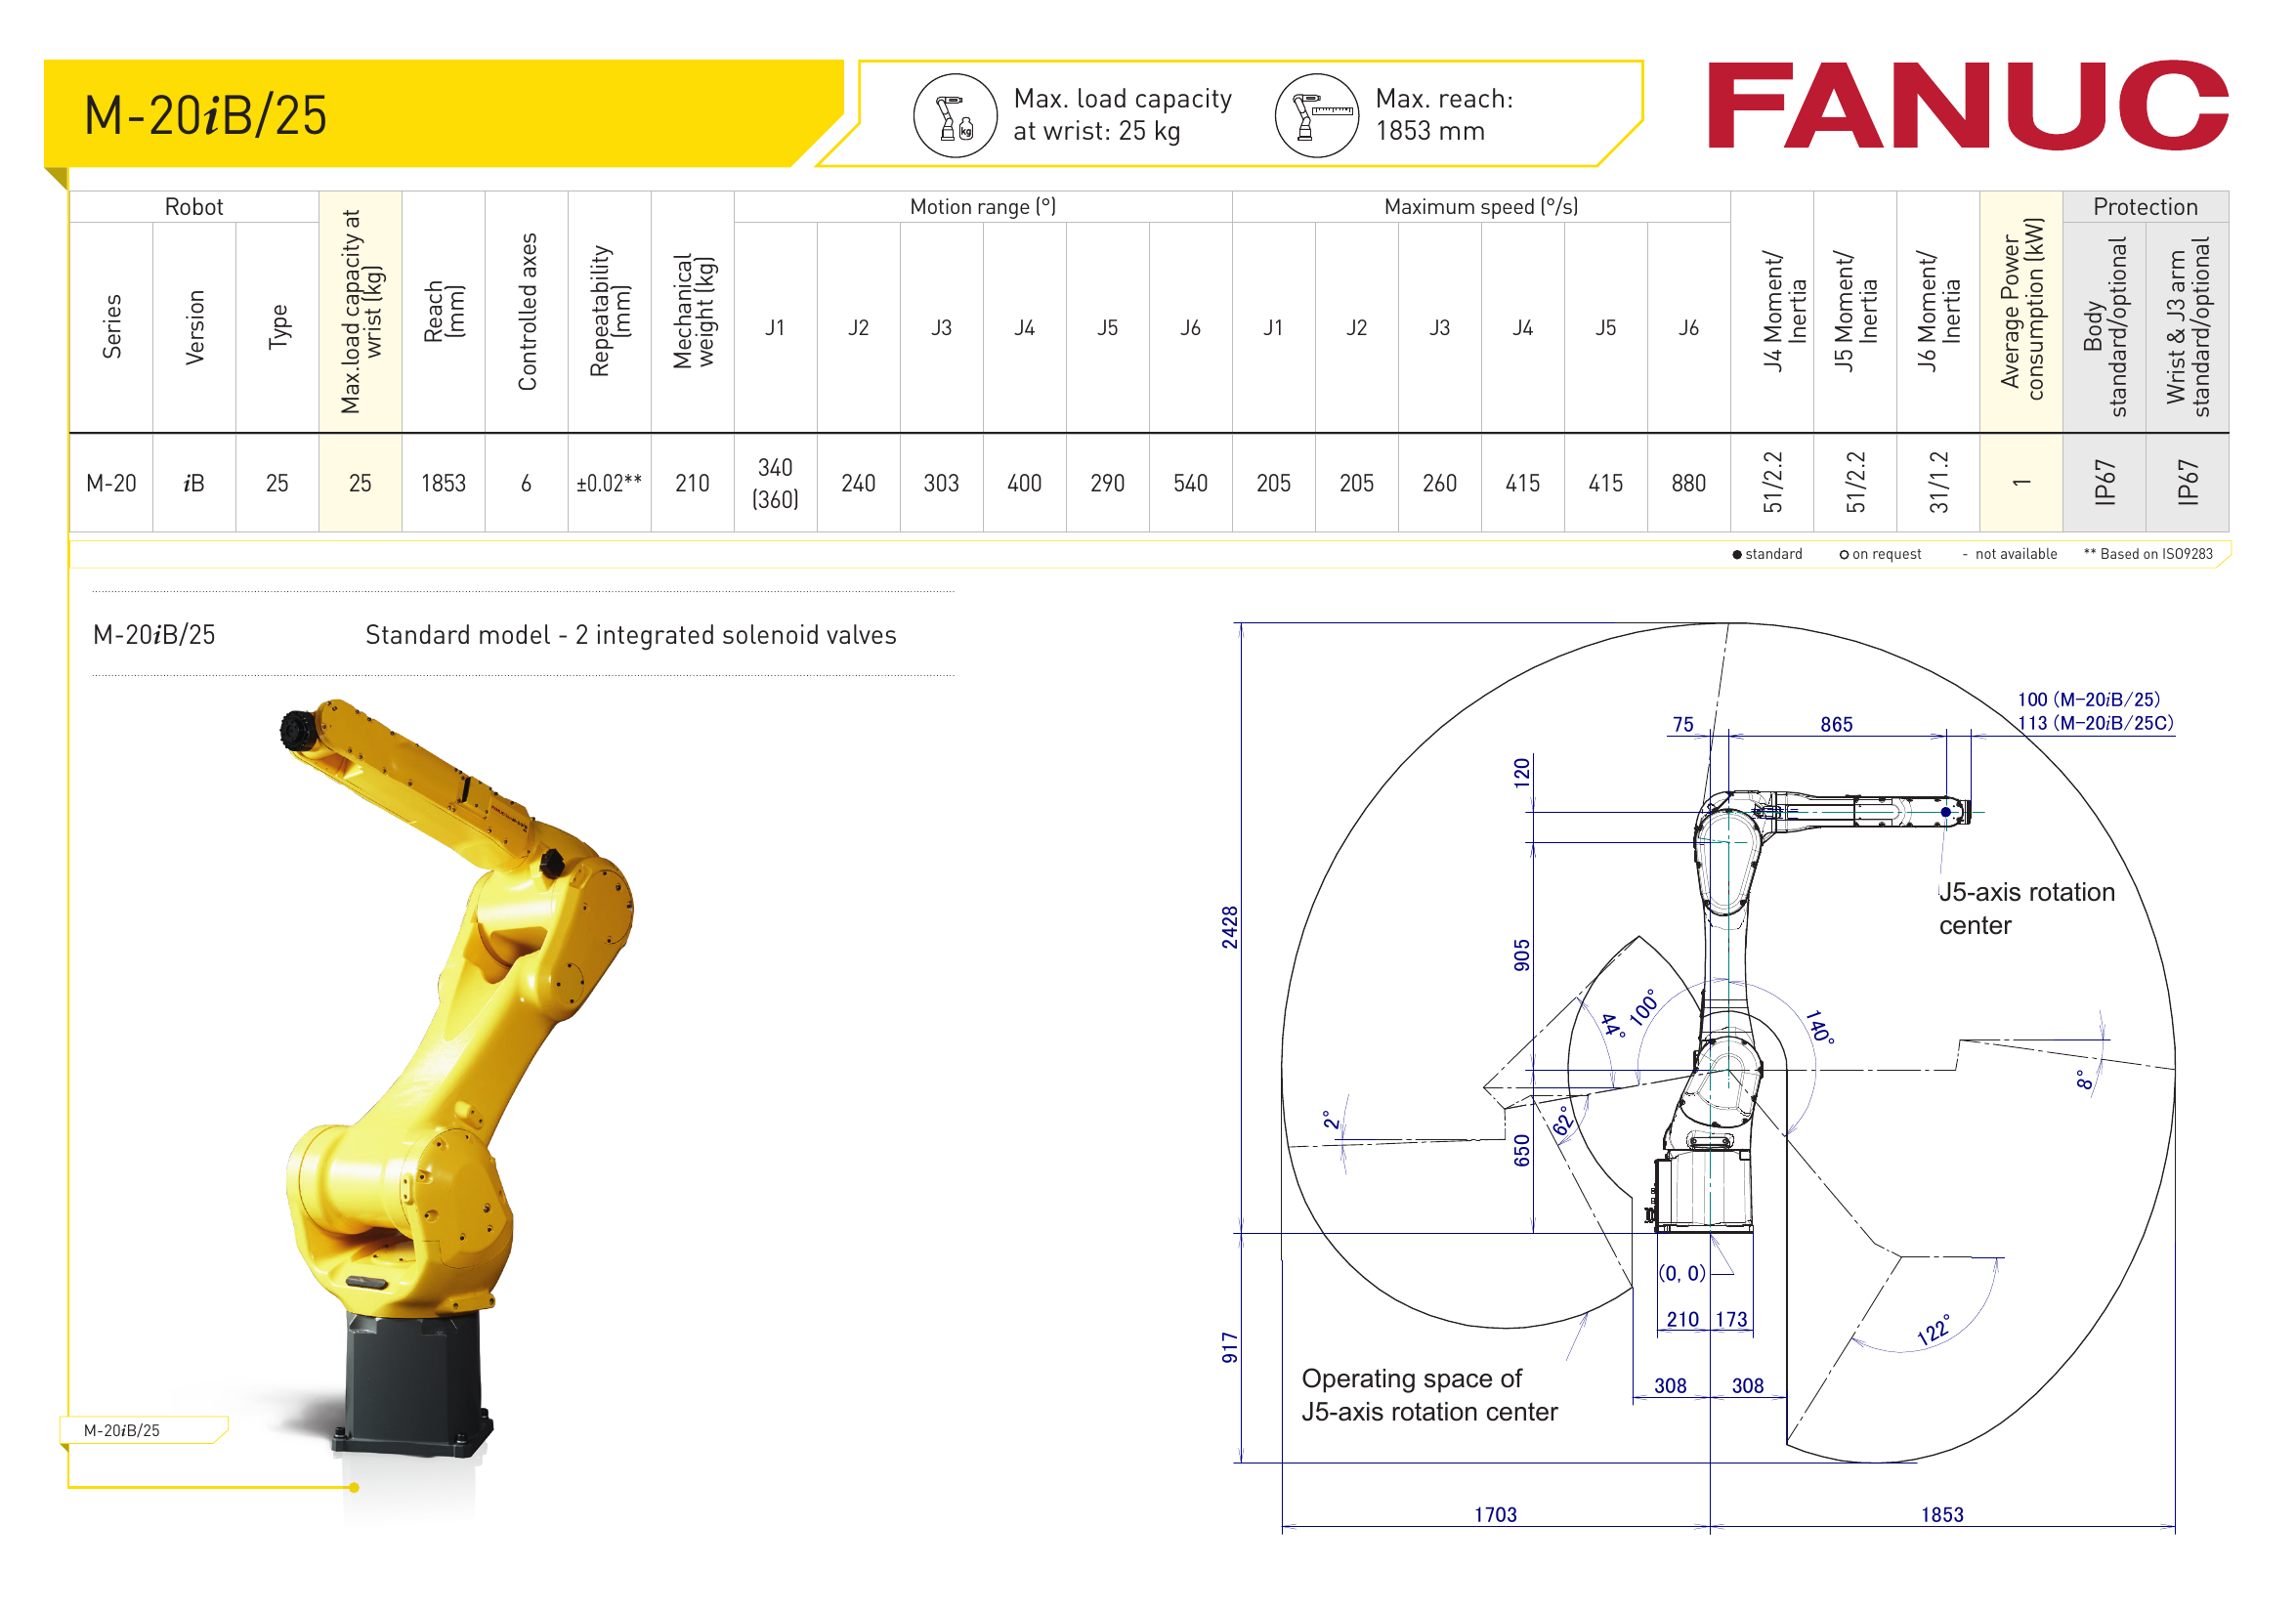 M-20iB/25
Max. load capacity
at wrist: 25 kg
Max. reach:
1853 mm
FANUC
Robot
Series
Version
Type
Max.load capacity at
wrist (kg)
Reach
(mm)
Controlled axes
Repeatability
(mm)
Mechanical
weight (kg)
Motion range (°)
J1 J2 J3 J4 J5 J6
Maximum speed (°/s)
J1 J2 J3 J4 J5 J6
J4 Moment/
Inertia
J5 Moment/
Inertia
J6 Moment/
Inertia
Average Power
consumption (kW)
Protection
Body
standard/optional
Wrist & J3 arm
standard/optional
M-20 iB 25 25 1853 6 ±0.02** 210 340 (360) 240 303 400 290 540 205 205 260 415 415 880 51/2.2 51/2.2 31/1.2 1 IP67 IP67
● standard ○ on request - not available ** Based on ISO9283
M-20iB/25 Standard model - 2 integrated solenoid valves
100 (M-20iB/25)
75 865 113 (M-20iB/25C)
120
J5-axis rotation
center
2428
905
44°
100°
140°
8°
2°
62°
650
(0, 0)
210 173
122°
917
Operating space of
J5-axis rotation center
308 308
1703 1853
M-20iB/25